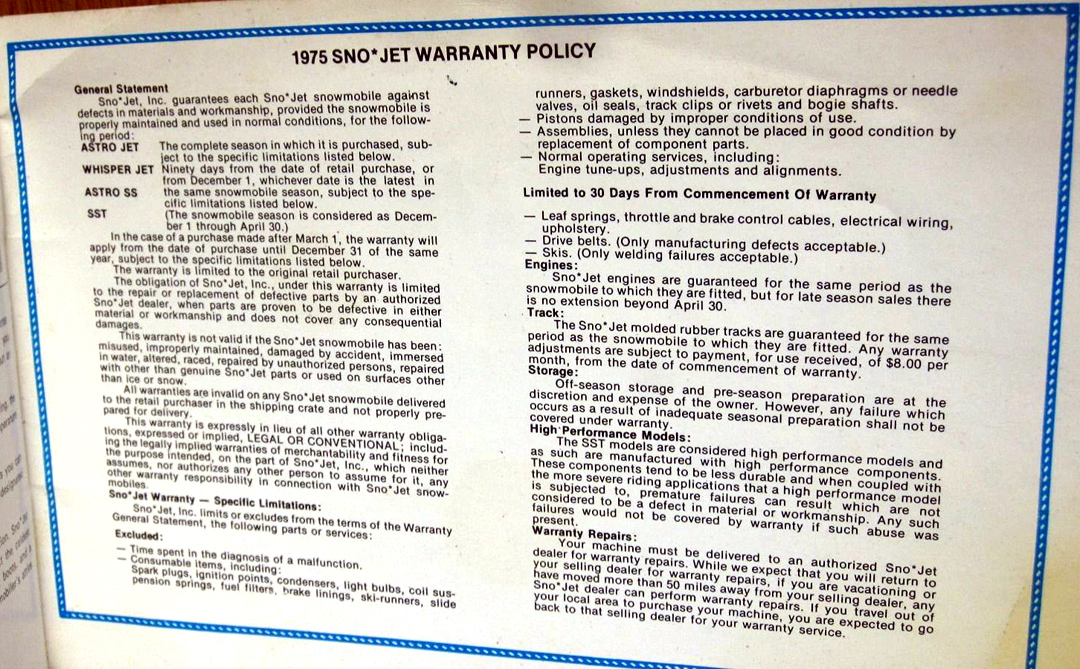 1975 SNO*JET WARRANTY POLICY
General Statement
Sno*Jet, Inc. guarantees each Sno*Jet snowmobile against
defects in materials and workmanship, provided the snowmobile is
properly maintained and used in normal conditions, for the follow-
ing period:
ASTRO JET The complete season in which it is purchased, sub-
ject to the specific limitations listed below.
WHISPER JET Ninety days from the date of retail purchase, or
from December 1, whichever date is the latest in
ASTRO SS the same snowmobile season, subject to the spe-
cific limitations listed below.
SST (The snowmobile season is considered as Decem-
ber 1 through April 30.)
In the case of a purchase made after March 1, the warranty will
apply from the date of purchase until December 31 of the same
year, subject to the specific limitations listed below.
The warranty is limited to the original retail purchaser.
The obligation of Sno*Jet, Inc., under this warranty is limited
to the repair or replacement of defective parts by an authorized
Sno*Jet dealer, when parts are proven to be defective in either
material or workmanship and does not cover any consequential
damages.
This warranty is not valid if the Sno*Jet snowmobile has been:
misused, improperly maintained, damaged by accident, immersed
in water, altered, raced, repaired by unauthorized persons, repaired
with other than genuine Sno*Jet parts or used on surfaces other
than ice or snow.
All warranties are invalid on any Sno*Jet snowmobile delivered
to the retail purchaser in the shipping crate and not properly pre-
pared for delivery.
This warranty is expressly in lieu of all other warranty obliga-
tions, expressed or implied, LEGAL OR CONVENTIONAL; includ-
ing the legally implied warranties of merchantability and fitness for
the purpose intended, on the part of Sno*Jet, Inc., which neither
assumes, nor authorizes any other person to assume for it, any
other warranty responsibility in connection with Sno*Jet snow-
mobiles.
Sno*Jet Warranty — Specific Limitations:
Sno*Jet, Inc. limits or excludes from the terms of the Warranty
General Statement, the following parts or services:
Excluded:
— Time spent in the diagnosis of a malfunction.
— Consumable items, including:
Spark plugs, ignition points, condensers, light bulbs, coil sus-
pension springs, fuel filters, brake linings, ski-runners, slide
runners, gaskets, windshields, carburetor diaphragms or needle
valves, oil seals, track clips or rivets and bogie shafts.
— Pistons damaged by improper conditions of use.
— Assemblies, unless they cannot be placed in good condition by
replacement of component parts.
— Normal operating services, including:
Engine tune-ups, adjustments and alignments.
Limited to 30 Days From Commencement Of Warranty
— Leaf springs, throttle and brake control cables, electrical wiring,
upholstery.
— Drive belts. (Only manufacturing defects acceptable.)
— Skis. (Only welding failures acceptable.)
Engines:
Sno*Jet engines are guaranteed for the same period as the
snowmobile to which they are fitted, but for late season sales there
is no extension beyond April 30.
Track:
The Sno*Jet molded rubber tracks are guaranteed for the same
period as the snowmobile to which they are fitted. Any warranty
adjustments are subject to payment, for use received, of $8.00 per
month, from the date of commencement of warranty.
Storage:
Off-season storage and pre-season preparation are at the
discretion and expense of the owner. However, any failure which
occurs as a result of inadequate seasonal preparation shall not be
covered under warranty.
High Performance Models:
The SST models are considered high performance models and
as such are manufactured with high performance components.
These components tend to be less durable and when coupled with
the more severe riding applications that a high performance model
is subjected to, premature failures can result which are not
considered to be a defect in material or workmanship. Any such
failures would not be covered by warranty if such abuse was
present.
Warranty Repairs:
Your machine must be delivered to an authorized Sno*Jet
dealer for warranty repairs. While we expect that you will return to
your selling dealer for warranty repairs, if you are vacationing or
have moved more than 50 miles away from your selling dealer, any
Sno*Jet dealer can perform warranty repairs. If you travel out of
your local area to purchase your machine, you are expected to go
back to that selling dealer for your warranty service.